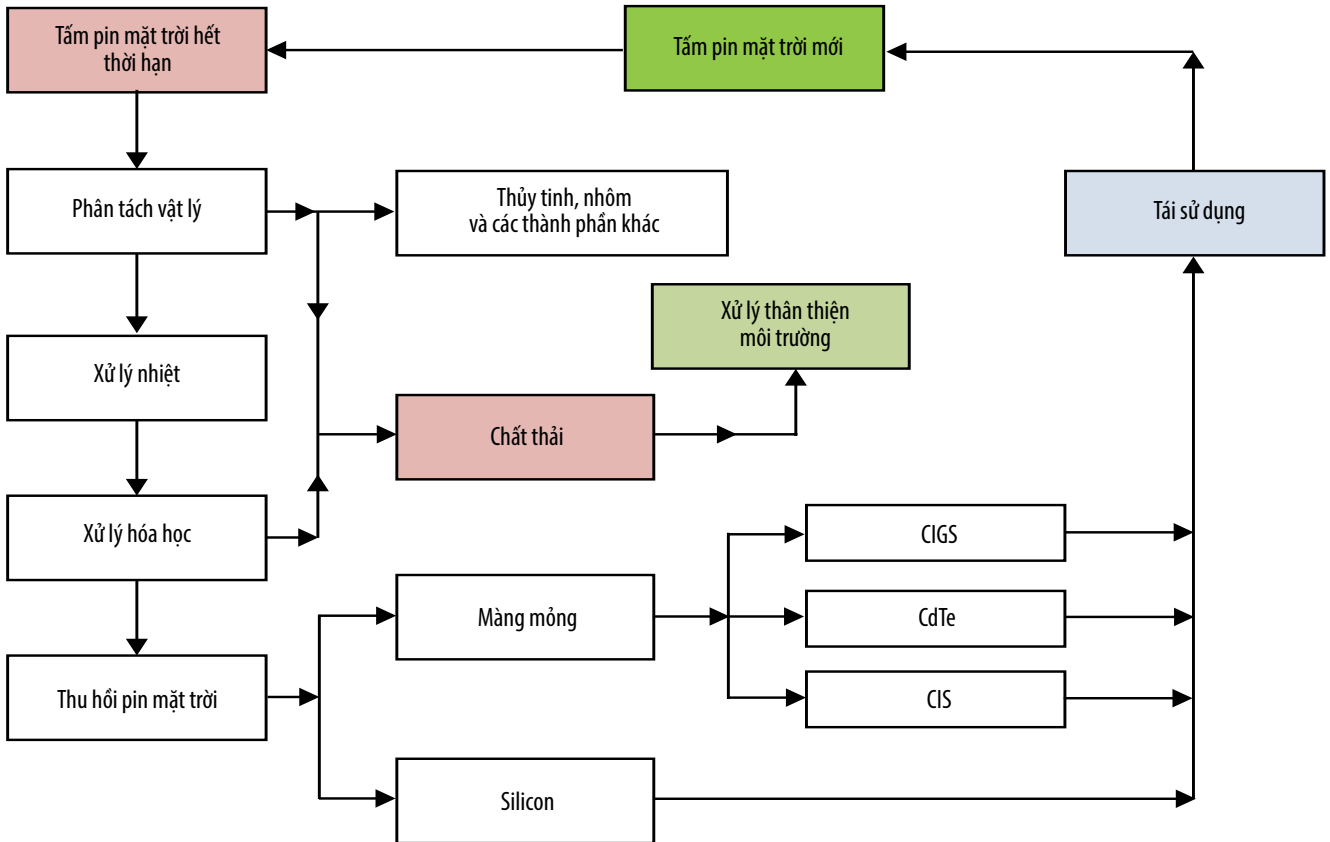 Tấm pin mặt trời hết
thời hạn
Tấm pin mặt trời mới
Phân tách vật lý
Thủy tinh, nhôm
và các thành phần khác
Tái sử dụng
Xử lý thân thiện
môi trường
Xử lý nhiệt
Chất thải
Xử lý hóa học
CIGS
Màng mỏng
CdTe
Thu hồi pin mặt trời
CIS
Silicon